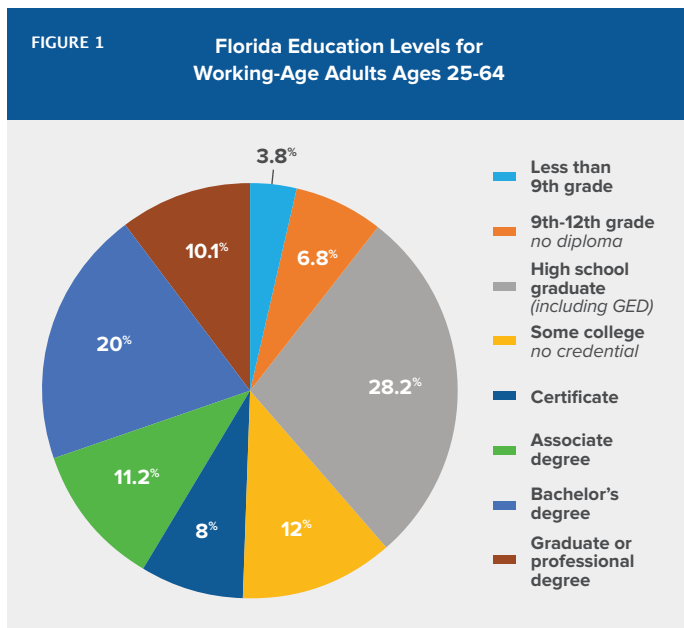 FIGURE 1
Florida Education Levels for
Working-Age Adults Ages 25-64
3.8%
6.8%
28.2%
12%
8%
11.2%
20%
10.1%
Less than
9th grade
9th-12th grade
no diploma
High school
graduate
(including GED)
Some college
no credential
Certificate
Associate
degree
Bachelor's
degree
Graduate or
professional
degree